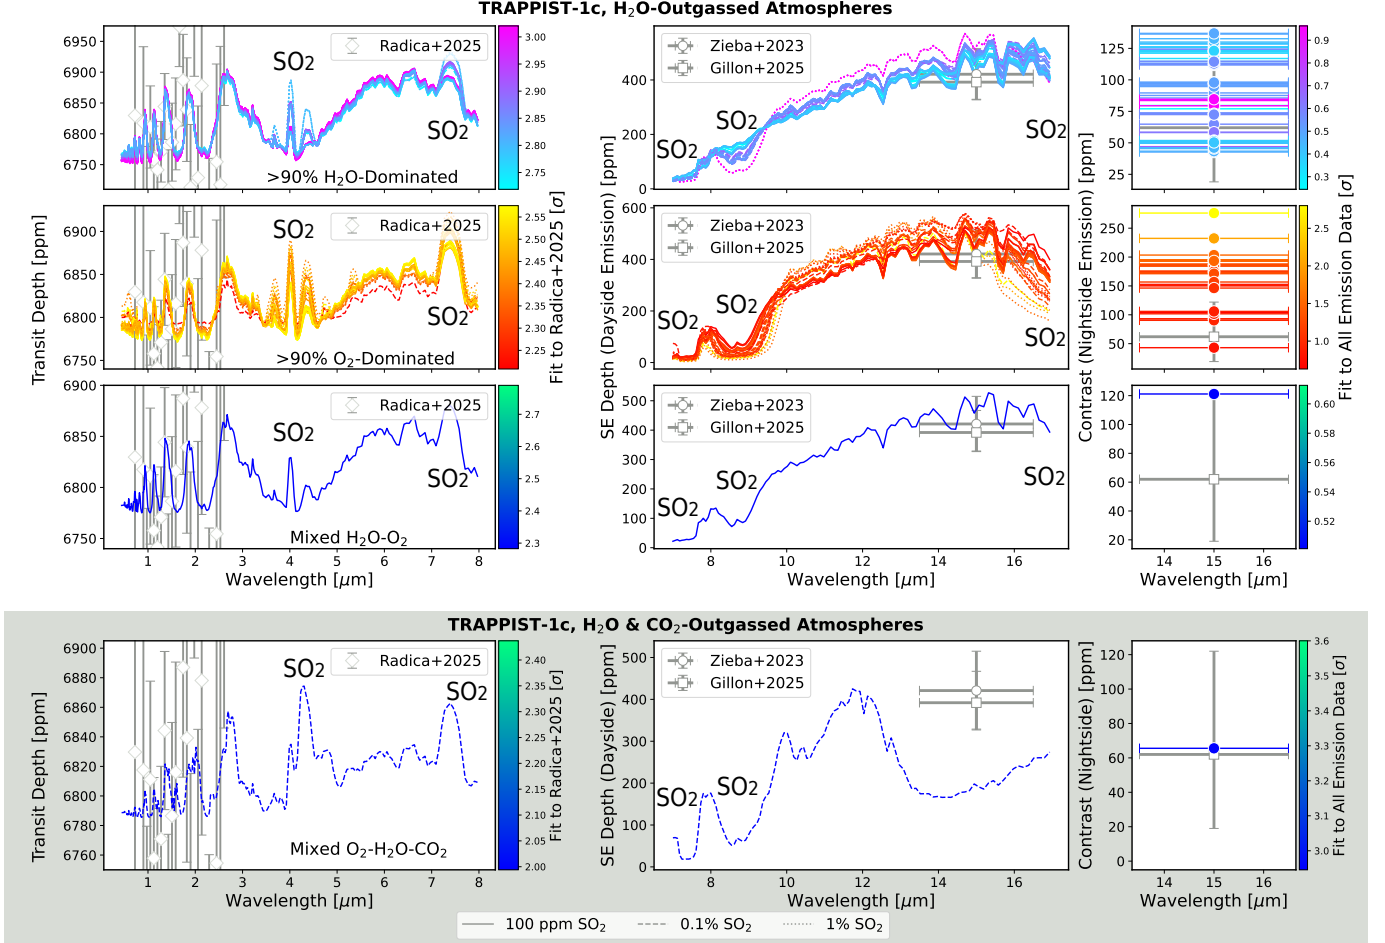 TRAPPIST-1c, H₂O-Outgassed Atmospheres
6950
6900
6850
6800
6750
Radica+2025
SO₂
SO₂
>90% H₂O-Dominated
3.00
2.95
2.90
2.85
2.80
2.75
400
200
0
Zieba+2023
Gillon+2025
SO₂
SO₂
SO₂
125
100
75
50
25
0.9
0.8
0.7
0.6
0.5
0.4
0.3
Transit Depth [ppm]
6900
6850
6800
6750
Radica+2025
SO₂
SO₂
>90% O₂-Dominated
2.55
2.50
2.45
2.40
2.35
2.30
2.25
Fit to Radica+2025 [σ]
SE Depth (Dayside Emission) [ppm]
600
400
200
0
Zieba+2023
Gillon+2025
SO₂
SO₂
SO₂
Contrast (Nightside Emission) [ppm]
250
200
150
100
50
2.5
2.0
1.5
1.0
Fit to All Emission Data [σ]
6900
6850
6800
6750
Radica+2025
SO₂
SO₂
Mixed H₂O-O₂
1 2 3 4 5 6 7 8
Wavelength [μm]
2.7
2.6
2.5
2.4
2.3
500
400
300
200
100
0
Zieba+2023
Gillon+2025
SO₂
SO₂
SO₂
8 10 12 14 16
Wavelength [μm]
120
100
80
60
40
20
14 15 16
Wavelength [μm]
0.60
0.58
0.56
0.54
0.52
TRAPPIST-1c, H₂O & CO₂-Outgassed Atmospheres
Transit Depth [ppm]
6900
6880
6860
6840
6820
6800
6780
6760
Radica+2025
SO₂
SO₂
Mixed O₂-H₂O-CO₂
1 2 3 4 5 6 7 8
Wavelength [μm]
2.40
2.35
2.30
2.25
2.20
2.15
2.10
2.05
2.00
Fit to Radica+2025 [σ]
SE Depth (Dayside) [ppm]
500
400
300
200
100
0
Zieba+2023
Gillon+2025
SO₂
SO₂
8 10 12 14 16
Wavelength [μm]
Contrast (Nightside) [ppm]
120
100
80
60
40
20
0
14 15 16
Wavelength [μm]
3.6
3.5
3.4
3.3
3.2
3.1
3.0
Fit to All Emission Data [σ]
100 ppm SO₂ 0.1% SO₂ 1% SO₂